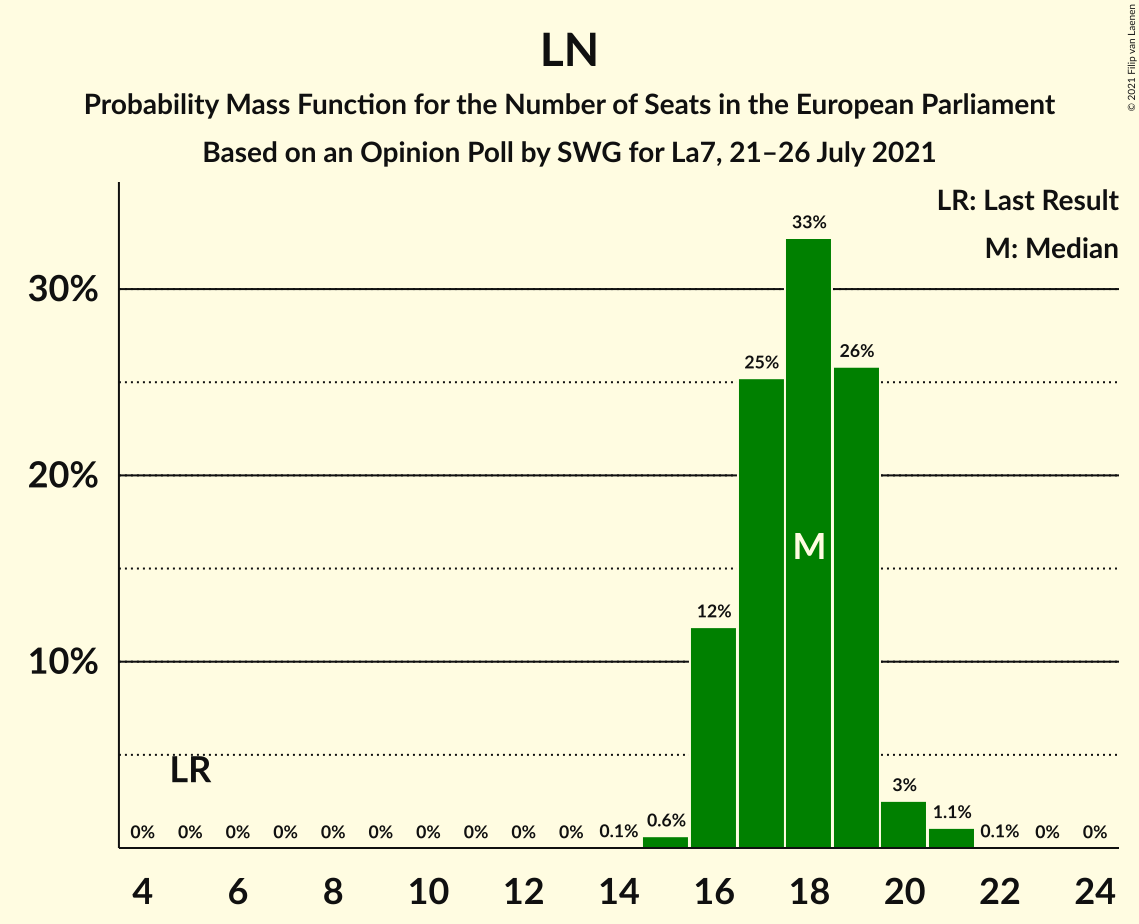 LN
Probability Mass Function for the Number of Seats in the European Parliament
Based on an Opinion Poll by SWG for La7, 21–26 July 2021
© 2021 Filip van Laenen
LR: Last Result
M: Median
30%
20%
10%
33%
25%
26%
12%
M
LR
3%
0% 0% 0% 0% 0% 0% 0% 0% 0% 0% 0.1% 0.6% 1.1% 0.1% 0% 0%
4 6 8 10 12 14 16 18 20 22 24